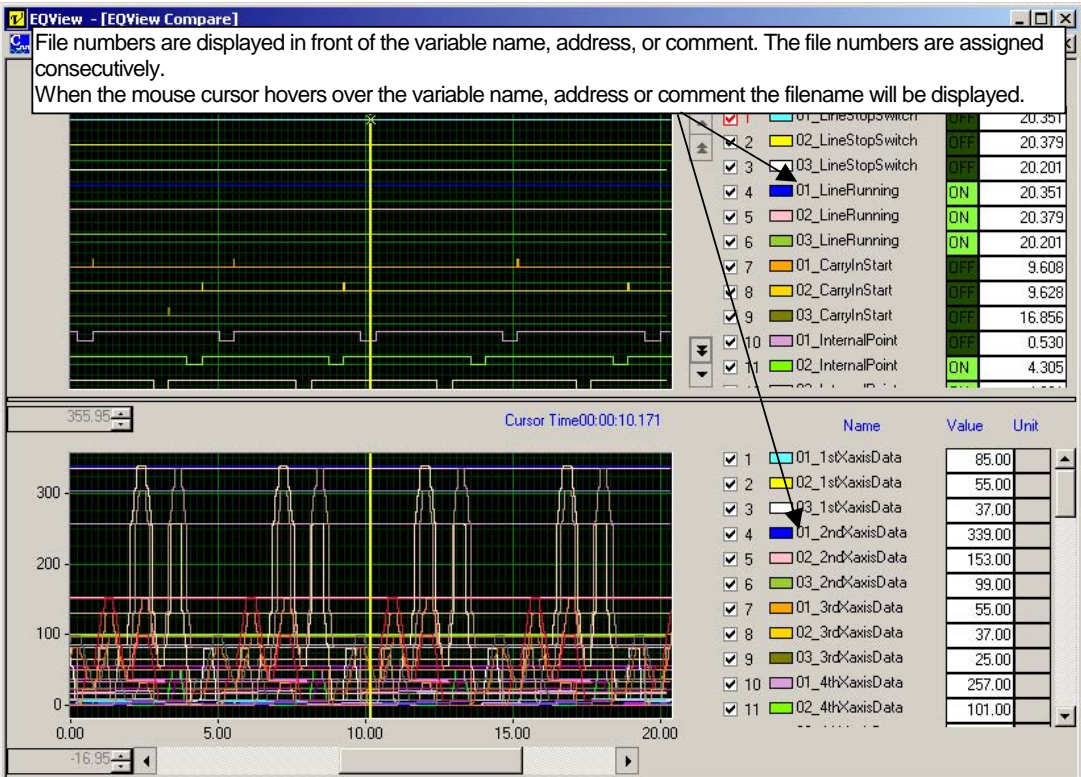 EQView - [EQView Compare]
File numbers are displayed in front of the variable name, address, or comment. The file numbers are assigned
consecutively.
When the mouse cursor hovers over the variable name, address or comment the filename will be displayed.
1 01_LineStopSwitch OFF 20.351
2 02_LineStopSwitch OFF 20.379
3 03_LineStopSwitch OFF 20.201
4 01_LineRunning ON 20.351
5 02_LineRunning ON 20.379
6 03_LineRunning ON 20.201
7 01_CarryInStart OFF 9.608
8 02_CarryInStart OFF 9.628
9 03_CarryInStart OFF 16.856
10 01_InternalPoint OFF 0.530
11 02_InternalPoint ON 4.305
355.95
Cursor Time00:00:10.171
Name Value Unit
1 01_1stXaxisData 85.00
2 02_1stXaxisData 55.00
3 03_1stXaxisData 37.00
4 01_2ndXaxisData 339.00
5 02_2ndXaxisData 153.00
6 03_2ndXaxisData 99.00
7 01_3rdXaxisData 55.00
8 02_3rdXaxisData 37.00
9 03_3rdXaxisData 25.00
10 01_4thXaxisData 257.00
11 02_4thXaxisData 101.00
300
200
100
0
0.00 5.00 10.00 15.00 20.00
-16.95